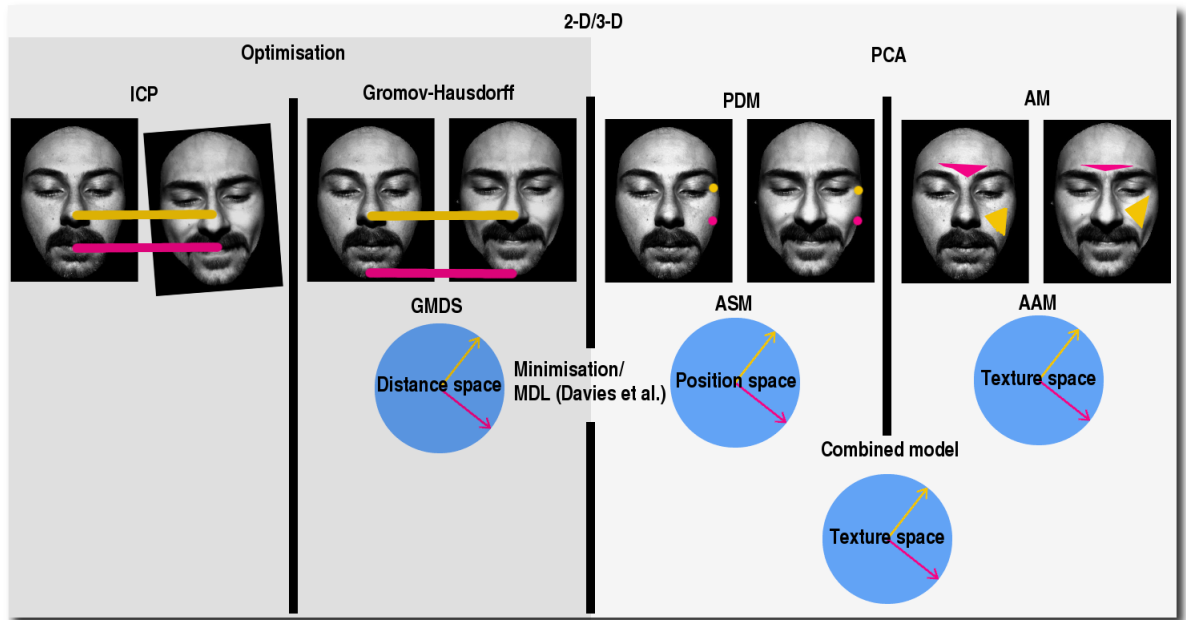 2-D/3-D
Optimisation
PCA
ICP
Gromov-Hausdorff
PDM
AM
GMDS
ASM
AAM
Distance space
Minimisation/
MDL (Davies et al.)
Position space
Texture space
Combined model
Texture space